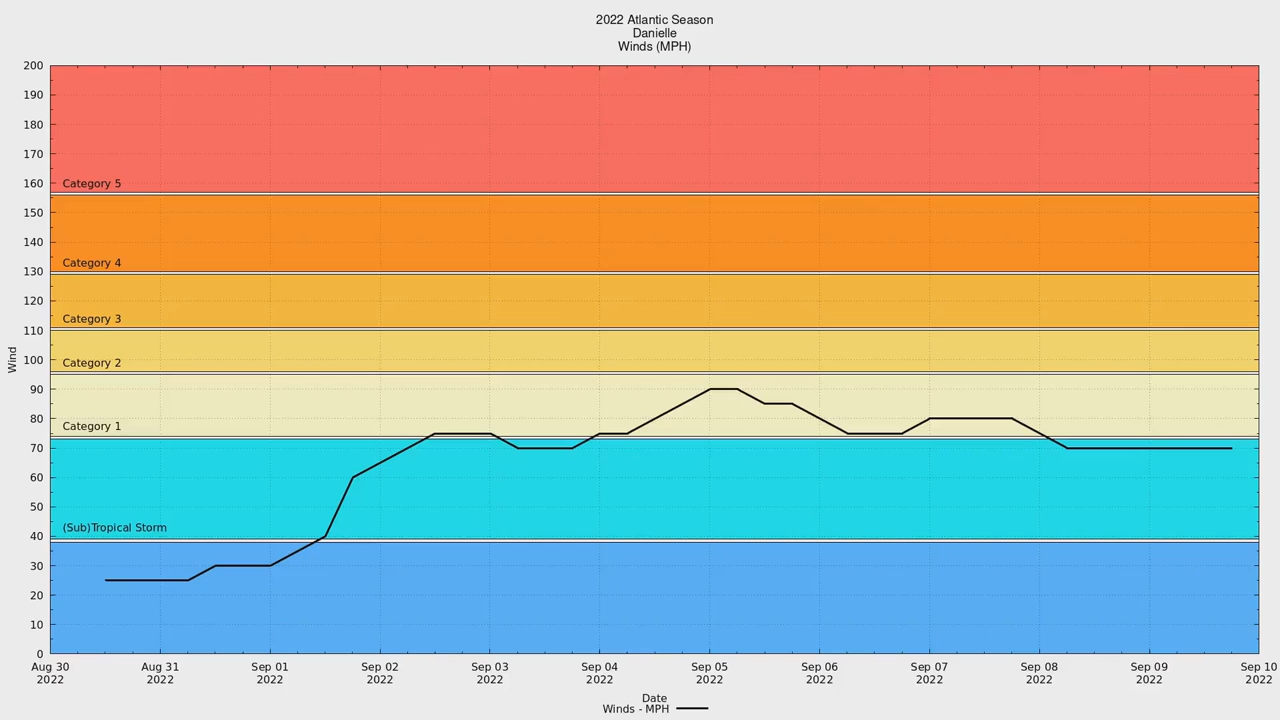 2022 Atlantic Season
Danielle
Winds (MPH)
200
190
180
170
160
150
140
130
120
110
100
90
80
70
60
50
40
30
20
10
0
Wind
Category 5
Category 4
Category 3
Category 2
Category 1
(Sub)Tropical Storm
Aug 30 Aug 31 Sep 01 Sep 02 Sep 03 Sep 04 Sep 05 Sep 06 Sep 07 Sep 08 Sep 09 Sep 10
2022 2022 2022 2022 2022 2022 2022 2022 2022 2022 2022 2022
Date
Winds - MPH